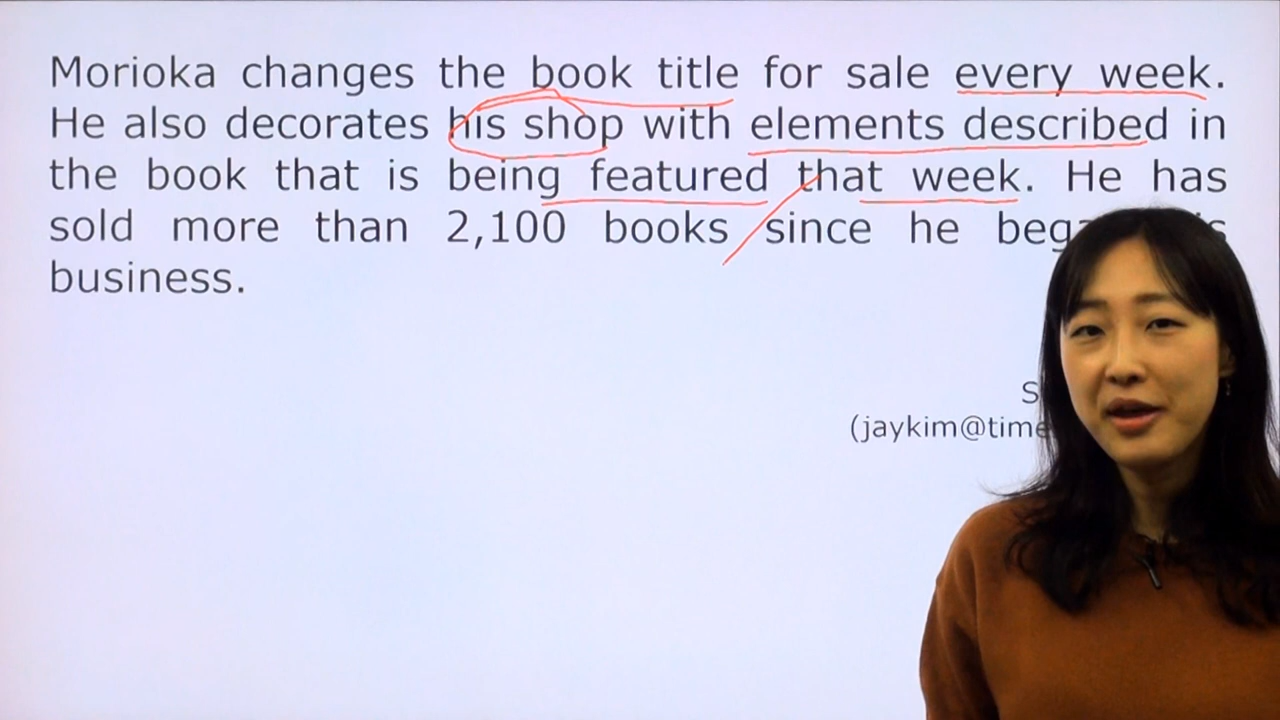 Morioka changes the book title for sale every week.
He also decorates his shop with elements described in
the book that is being featured that week. He has
sold more than 2,100 books since he
business.
(jaykim@time